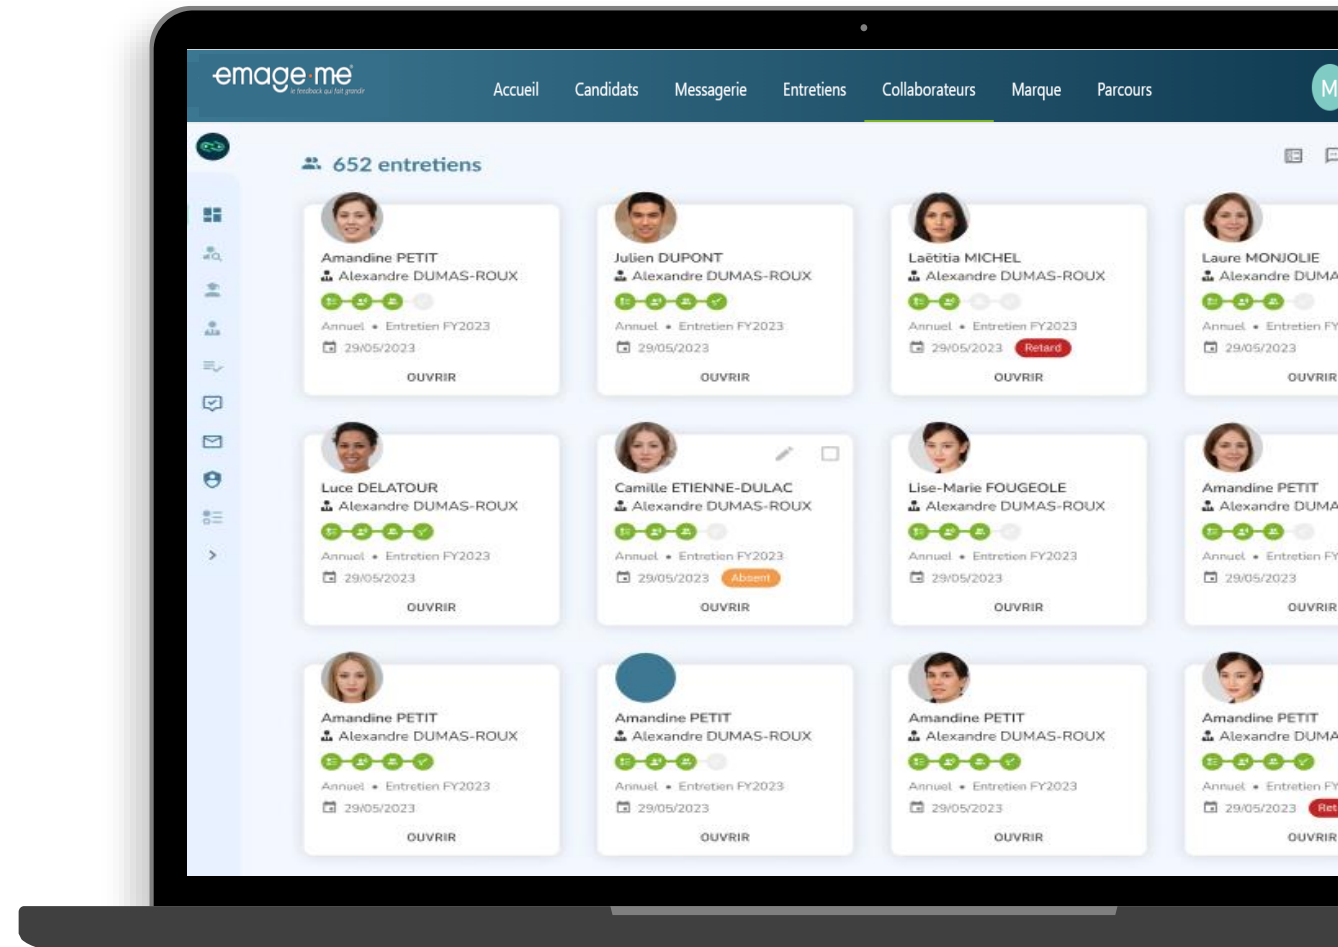 emage·me
le feedback qui fait grandir
Accueil Candidats Messagerie Entretiens Collaborateurs Marque Parcours M
652 entretiens
Amandine PETIT
Alexandre DUMAS-ROUX
Annuel • Entretien FY2023
29/05/2023
OUVRIR
Julien DUPONT
Alexandre DUMAS-ROUX
Annuel • Entretien FY2023
29/05/2023
OUVRIR
Laëtitia MICHEL
Alexandre DUMAS-ROUX
Annuel • Entretien FY2023
29/05/2023 Retard
OUVRIR
Laure MONJOLIE
Alexandre DUMA
Annuel • Entretien FY
29/05/2023
OUVRIR
Luce DELATOUR
Alexandre DUMAS-ROUX
Annuel • Entretien FY2023
29/05/2023
OUVRIR
Camille ETIENNE-DULAC
Alexandre DUMAS-ROUX
Annuel • Entretien FY2023
29/05/2023 Absent
OUVRIR
Lise-Marie FOUGEOLE
Alexandre DUMAS-ROUX
Annuel • Entretien FY2023
29/05/2023
OUVRIR
Amandine PETIT
Alexandre DUMA
Annuel • Entretien FY
29/05/2023
OUVRIR
Amandine PETIT
Alexandre DUMAS-ROUX
Annuel • Entretien FY2023
29/05/2023
OUVRIR
Amandine PETIT
Alexandre DUMAS-ROUX
Annuel • Entretien FY2023
29/05/2023
OUVRIR
Amandine PETIT
Alexandre DUMAS-ROUX
Annuel • Entretien FY2023
29/05/2023
OUVRIR
Amandine PETIT
Alexandre DUMA
Annuel • Entretien FY
29/05/2023 Ret
OUVRIR